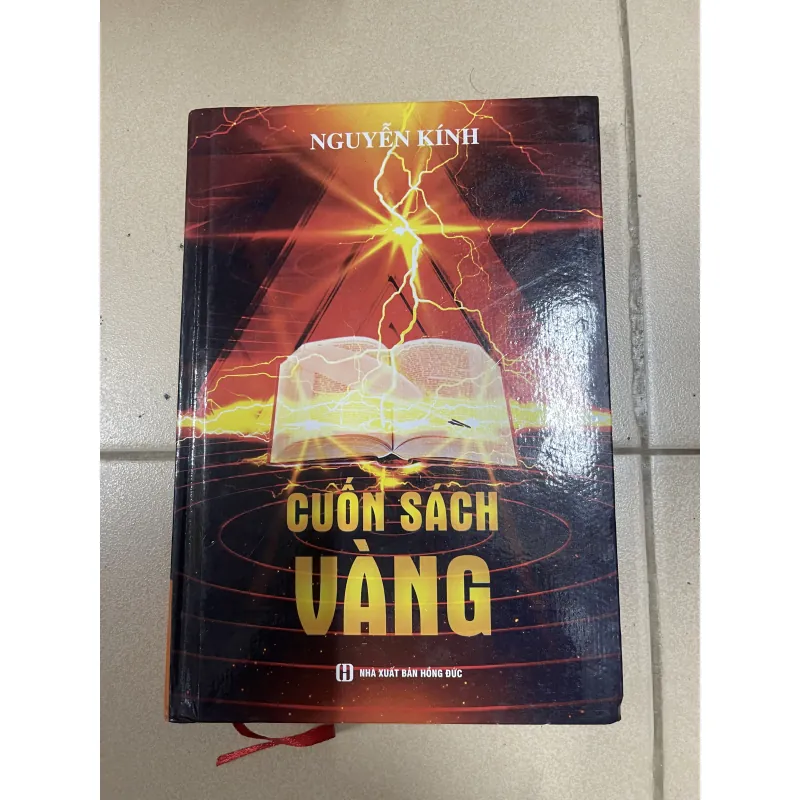 NGUYỄN KÍNH
CUỐN SÁCH
VÀNG
H NHÀ XUẤT BẢN HỒNG ĐỨC